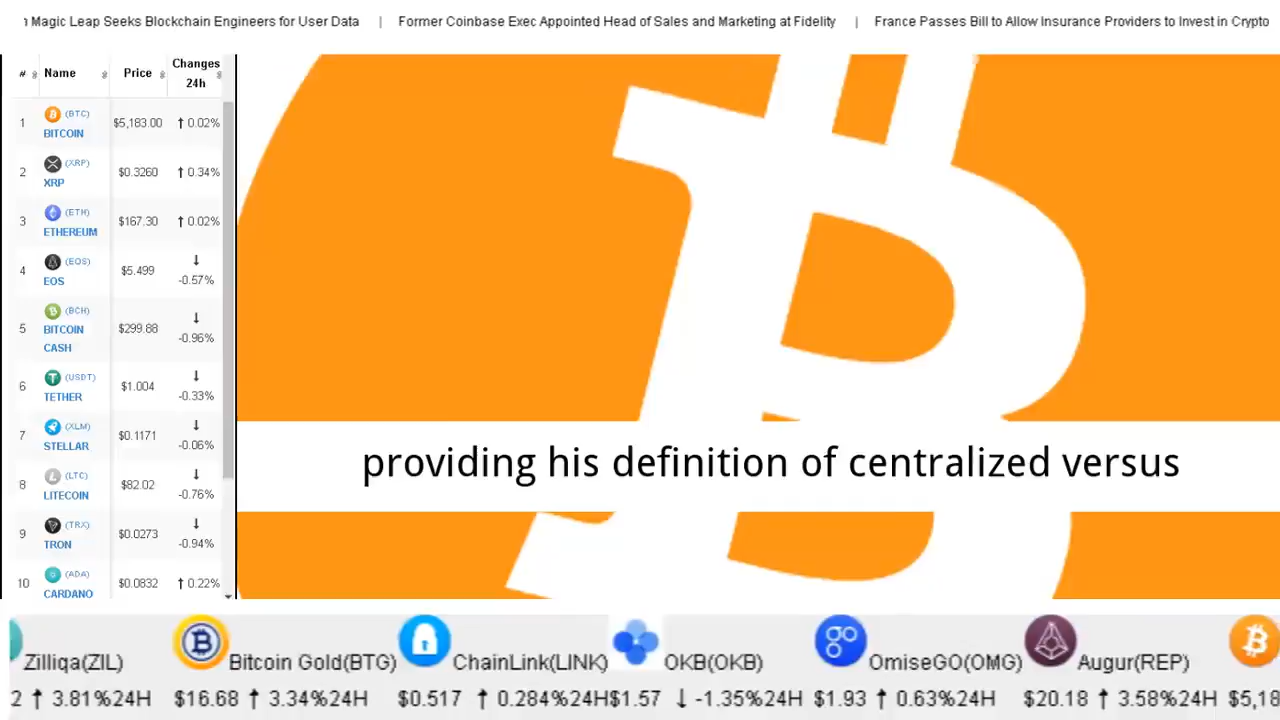 Magic Leap Seeks Blockchain Engineers for User Data | Former Coinbase Exec Appointed Head of Sales and Marketing at Fidelity | France Passes Bill to Allow Insurance Providers to Invest in Crypto
# Name Price Changes 24h
1 (BTC) BITCOIN $5,183.00 ↑ 0.02%
2 (XRP) XRP $0.3260 ↑ 0.34%
3 (ETH) ETHEREUM $167.30 ↑ 0.02%
4 (EOS) EOS $5.499 ↓ -0.57%
5 (BCH) BITCOIN CASH $299.88 ↓ -0.96%
6 (USDT) TETHER $1.004 ↓ -0.33%
7 (XLM) STELLAR $0.1171 ↓ -0.06%
8 (LTC) LITECOIN $82.02 ↓ -0.76%
9 (TRX) TRON $0.0273 ↓ -0.94%
10 (ADA) CARDANO $0.0832 ↑ 0.22%
providing his definition of centralized versus
Zilliqa(ZIL) Bitcoin Gold(BTG) ChainLink(LINK) OKB(OKB) OmiseGO(OMG) Augur(REP)
2 ↑ 3.81%24H $16.68 ↑ 3.34%24H $0.517 ↑ 0.284%24H $1.57 ↓ -1.35%24H $1.93 ↑ 0.63%24H $20.18 ↑ 3.58%24H $5,18